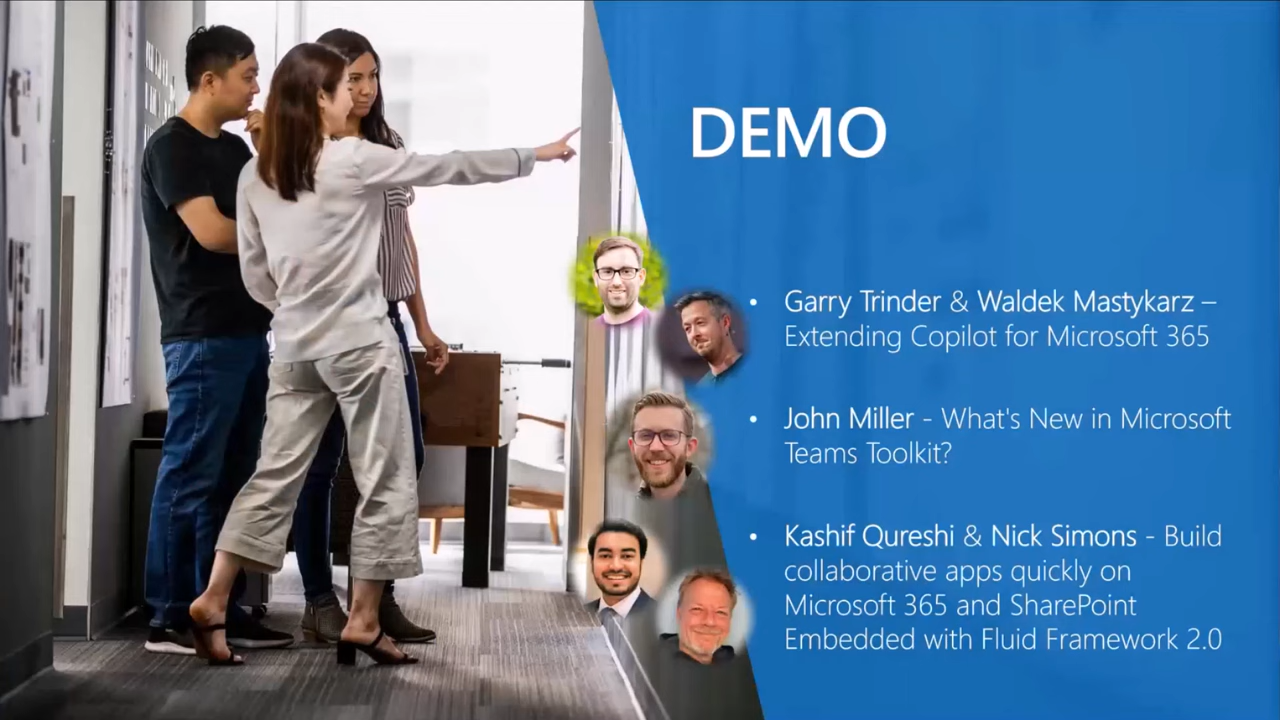 DEMO
• Garry Trinder & Waldek Mastykarz –
Extending Copilot for Microsoft 365
• John Miller - What's New in Microsoft
Teams Toolkit?
• Kashif Qureshi & Nick Simons - Build
collaborative apps quickly on
Microsoft 365 and SharePoint
Embedded with Fluid Framework 2.0